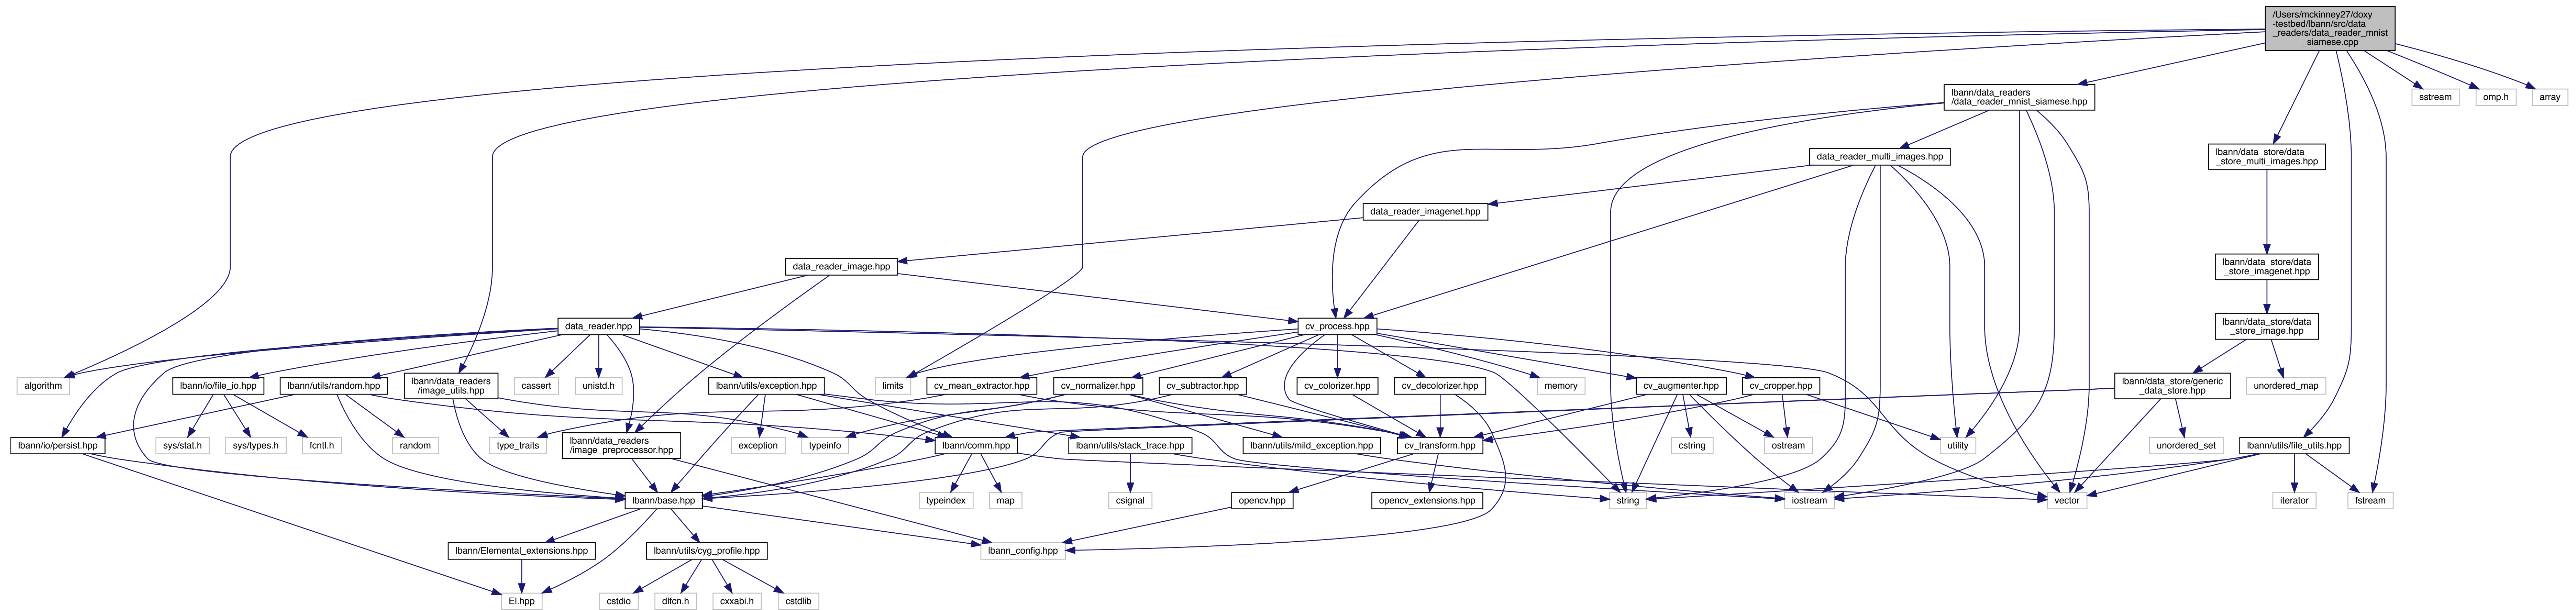 /Users/mckinney27/doxy
-testbed/lbann/src/data
_readers/data_reader_mnist
_siamese.cpp
lbann/data_readers
/data_reader_mnist_siamese.hpp
sstream
omp.h
array
data_reader_multi_images.hpp
lbann/data_store/data
_store_multi_images.hpp
data_reader_imagenet.hpp
data_reader_image.hpp
lbann/data_store/data
_store_imagenet.hpp
data_reader.hpp
cv_process.hpp
lbann/data_store/data
_store_image.hpp
algorithm
lbann/io/file_io.hpp
lbann/utils/random.hpp
lbann/data_readers
/image_utils.hpp
cassert
unistd.h
lbann/utils/exception.hpp
limits
cv_mean_extractor.hpp
cv_normalizer.hpp
cv_subtractor.hpp
cv_colorizer.hpp
cv_decolorizer.hpp
memory
cv_augmenter.hpp
cv_cropper.hpp
lbann/data_store/generic
_data_store.hpp
unordered_map
lbann/io/persist.hpp
sys/stat.h
sys/types.h
fcntl.h
random
type_traits
lbann/data_readers
/image_preprocessor.hpp
exception
typeinfo
lbann/comm.hpp
lbann/utils/stack_trace.hpp
lbann/utils/mild_exception.hpp
cv_transform.hpp
cstring
ostream
utility
unordered_set
lbann/utils/file_utils.hpp
lbann/base.hpp
typeindex
map
csignal
opencv.hpp
opencv_extensions.hpp
string
iostream
vector
iterator
fstream
lbann/Elemental_extensions.hpp
lbann/utils/cyg_profile.hpp
lbann_config.hpp
El.hpp
cstdio
dlfcn.h
cxxabi.h
cstdlib